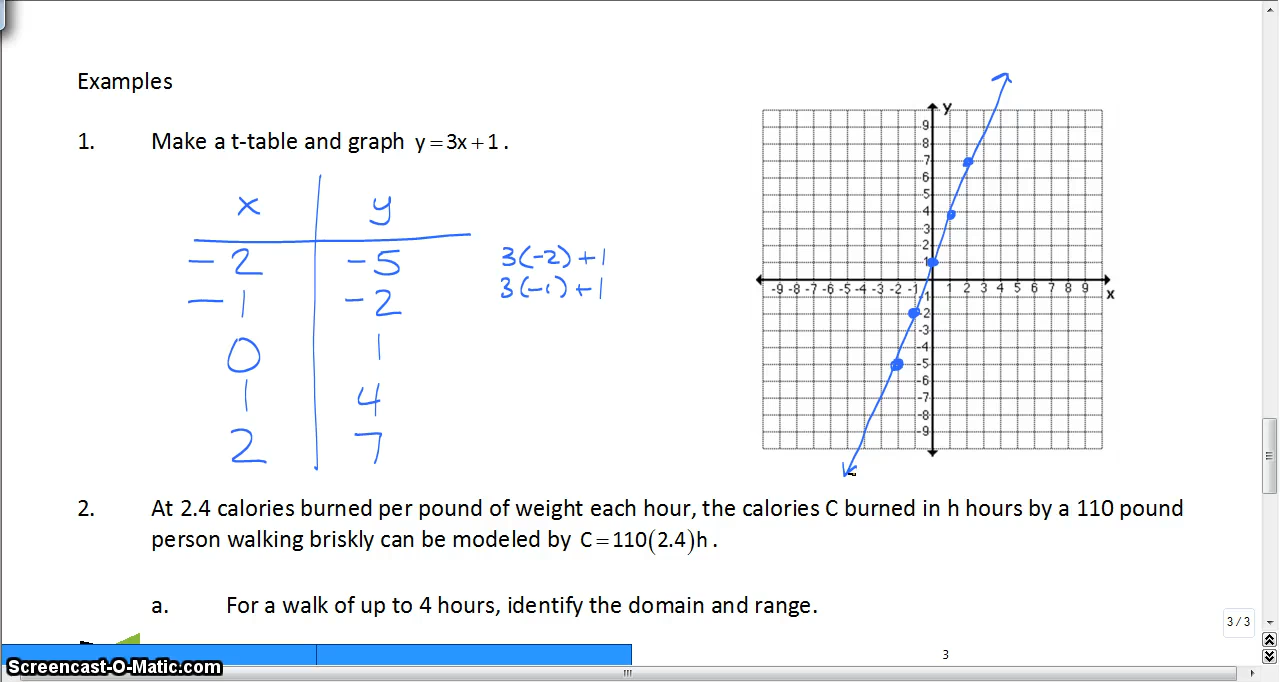 Examples
1. Make a t-table and graph y=3x+1.
x y
-2 -5 3(-2)+1
-1 -2 3(-1)+1
0 1
1 4
2 7
y
9
8
7
6
5
4
3
2
1
-9 -8 -7 -6 -5 -4 -3 -2 -1 1 2 3 4 5 6 7 8 9
x
-1
-2
-3
-4
-5
-6
-7
-8
-9
2. At 2.4 calories burned per pound of weight each hour, the calories C burned in h hours by a 110 pound
person walking briskly can be modeled by C=110(2.4)h.
a. For a walk of up to 4 hours, identify the domain and range.
3/3
3
Screencast-O-Matic.com